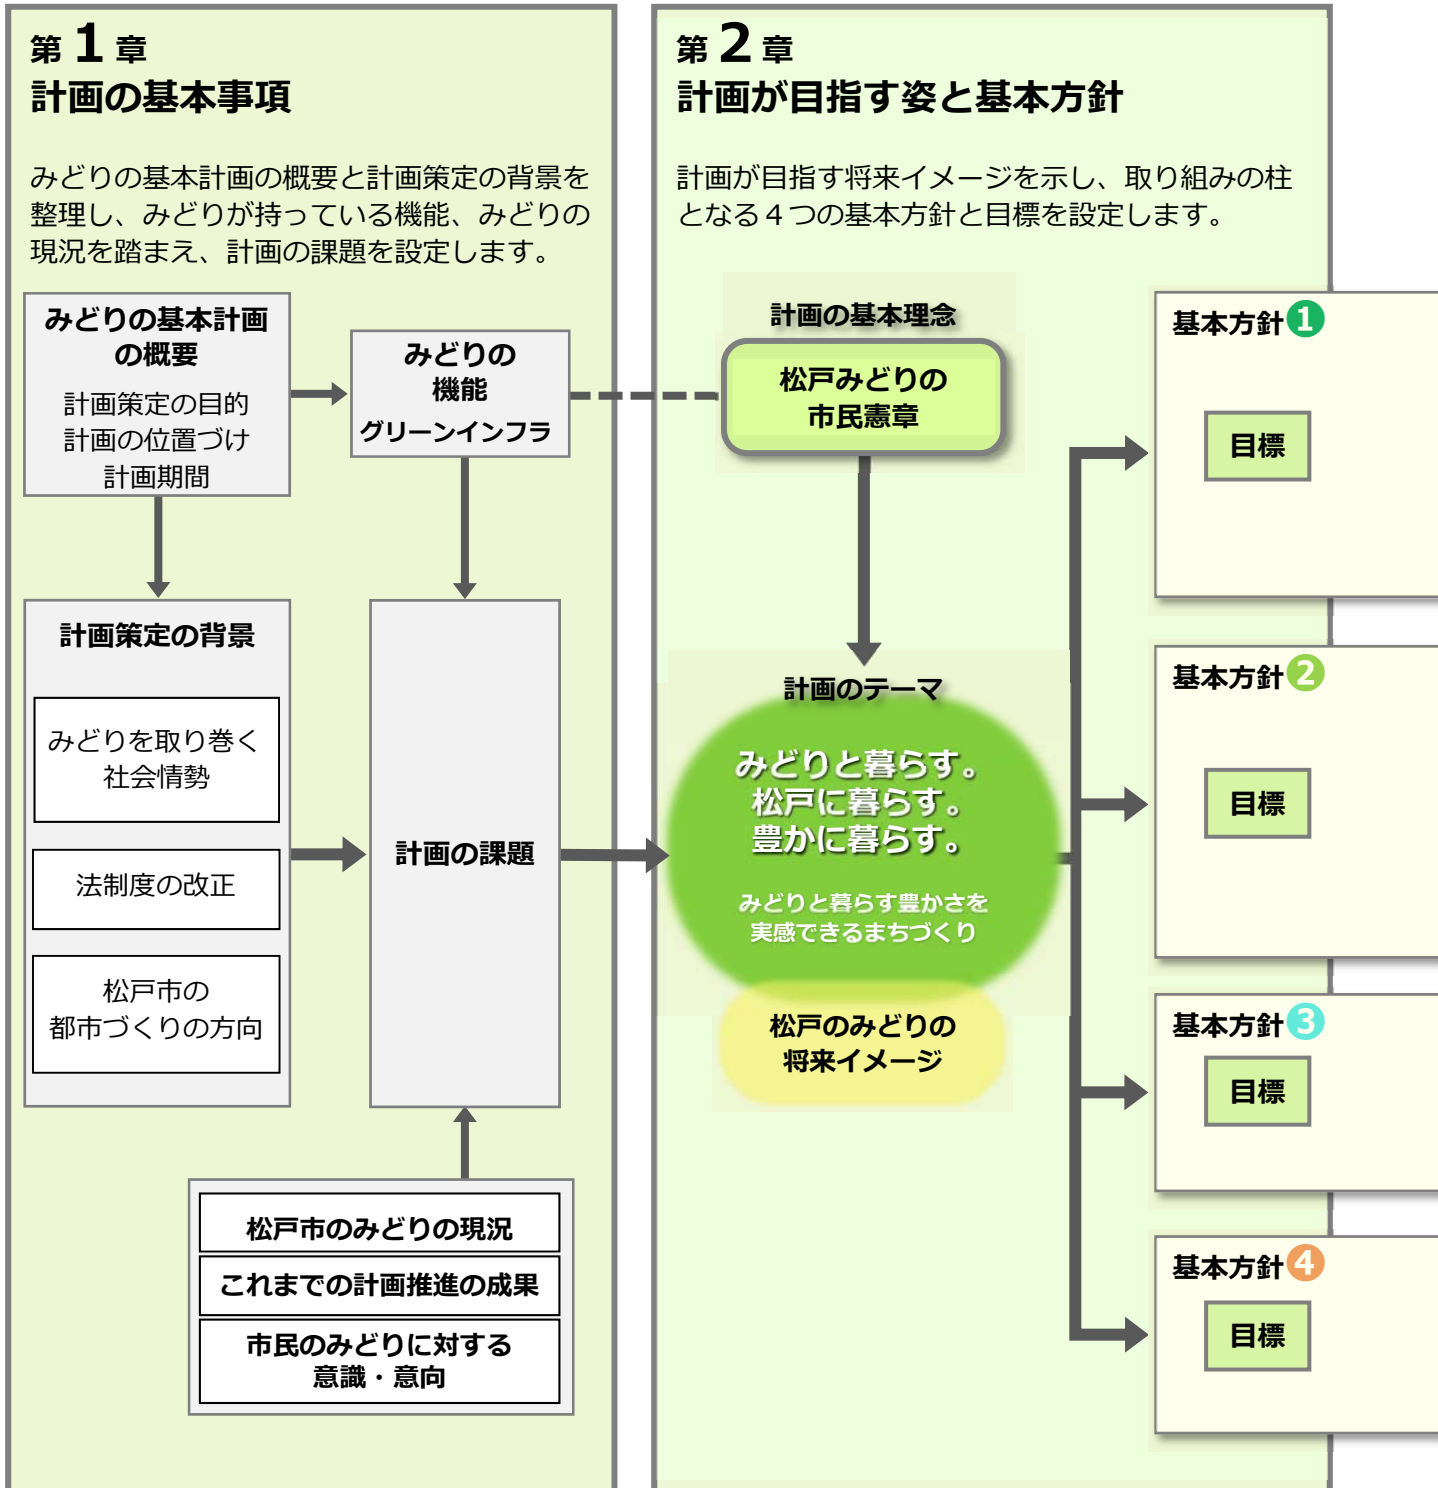 第1章
計画の基本事項
みどりの基本計画の概要と計画策定の背景を
整理し、みどりが持っている機能、みどりの
現況を踏まえ、計画の課題を設定します。
みどりの基本計画
の概要
計画策定の目的
計画の位置づけ
計画期間
みどりの
機能
グリーンインフラ
計画策定の背景
みどりを取り巻く
社会情勢
法制度の改正
松戸市の
都市づくりの方向
計画の課題
松戸市のみどりの現況
これまでの計画推進の成果
市民のみどりに対する
意識・意向
第2章
計画が目指す姿と基本方針
計画が目指す将来イメージを示し、取り組みの柱
となる４つの基本方針と目標を設定します。
計画の基本理念
松戸みどりの
市民憲章
計画のテーマ
みどりと暮らす。
松戸に暮らす。
豊かに暮らす。
みどりと暮らす豊かさを
実感できるまちづくり
松戸のみどりの
将来イメージ
基本方針❶
目標
基本方針❷
目標
基本方針❸
目標
基本方針❹
目標